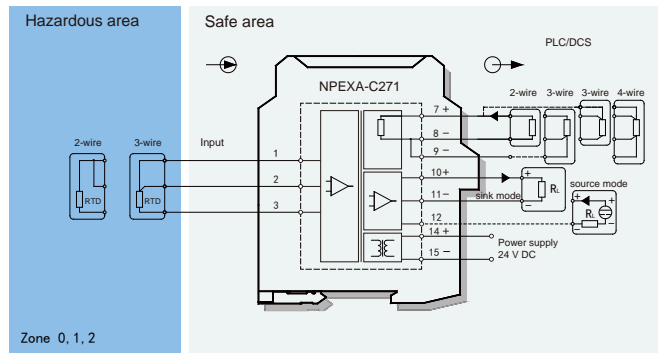 Hazardous area
Safe area
PLC/DCS
NPEXA-C271
2-wire 3-wire 3-wire 4-wire
2-wire 3-wire Input
7 +
8 −
9 −
1
2
3
RTD RTD
10+
11−
12
sink mode
RL
source mode
RL
+
−
+ +
− −
14 +
15 −
Power supply
24 V DC
Zone 0, 1, 2